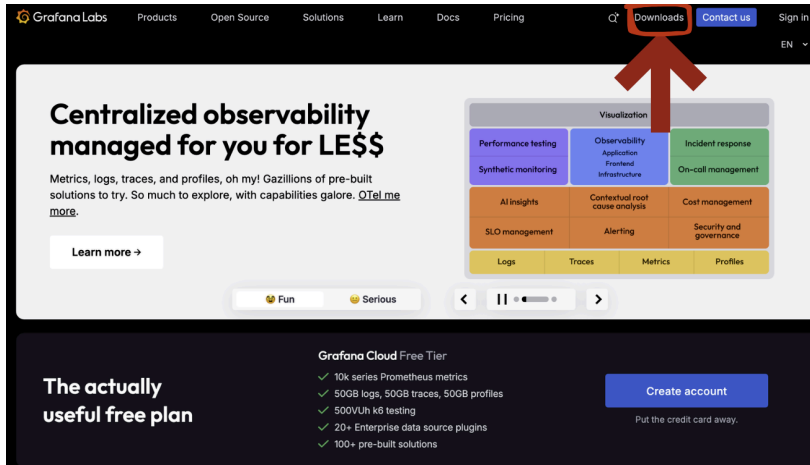 Grafana Labs
Products
Open Source
Solutions
Learn
Docs
Pricing
Downloads
Contact us
Sign in
EN
Centralized observability
managed for you for LE$$
Metrics, logs, traces, and profiles, oh my! Gazillions of pre-built
solutions to try. So much to explore, with capabilities galore. OTel me
more.
Learn more →
Visualization
Performance testing
Synthetic monitoring
Observability
Application
Frontend
Infrastructure
Incident response
On-call management
AI insights
Contextual root
cause analysis
Cost management
SLO management
Alerting
Security and
governance
Logs
Traces
Metrics
Profiles
Fun
Serious
The actually
useful free plan
Grafana Cloud Free Tier
10k series Prometheus metrics
50GB logs, 50GB traces, 50GB profiles
500VUh k6 testing
20+ Enterprise data source plugins
100+ pre-built solutions
Create account
Put the credit card away.